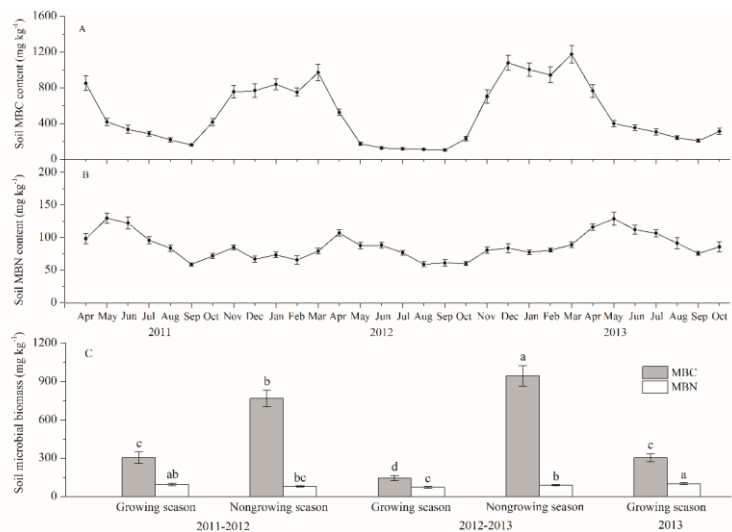 1600
A
1200
800
400
0
Soil MBC content (mg kg⁻¹)
200
B
150
100
50
0
Soil MBN content (mg kg⁻¹)
Apr May Jun Jul Aug Sep Oct Nov Dec Jan Feb Mar Apr May Jun Jul Aug Sep Oct Nov Dec Jan Feb Mar Apr May Jun Jul Aug Sep Oct
2011 2012 2013
1200
C
900
600
300
0
Soil microbial biomass (mg kg⁻¹)
MBC
MBN
c ab b bc d c a b c a
Growing season Nongrowing season Growing season Nongrowing season Growing season
2011-2012 2012-2013 2013